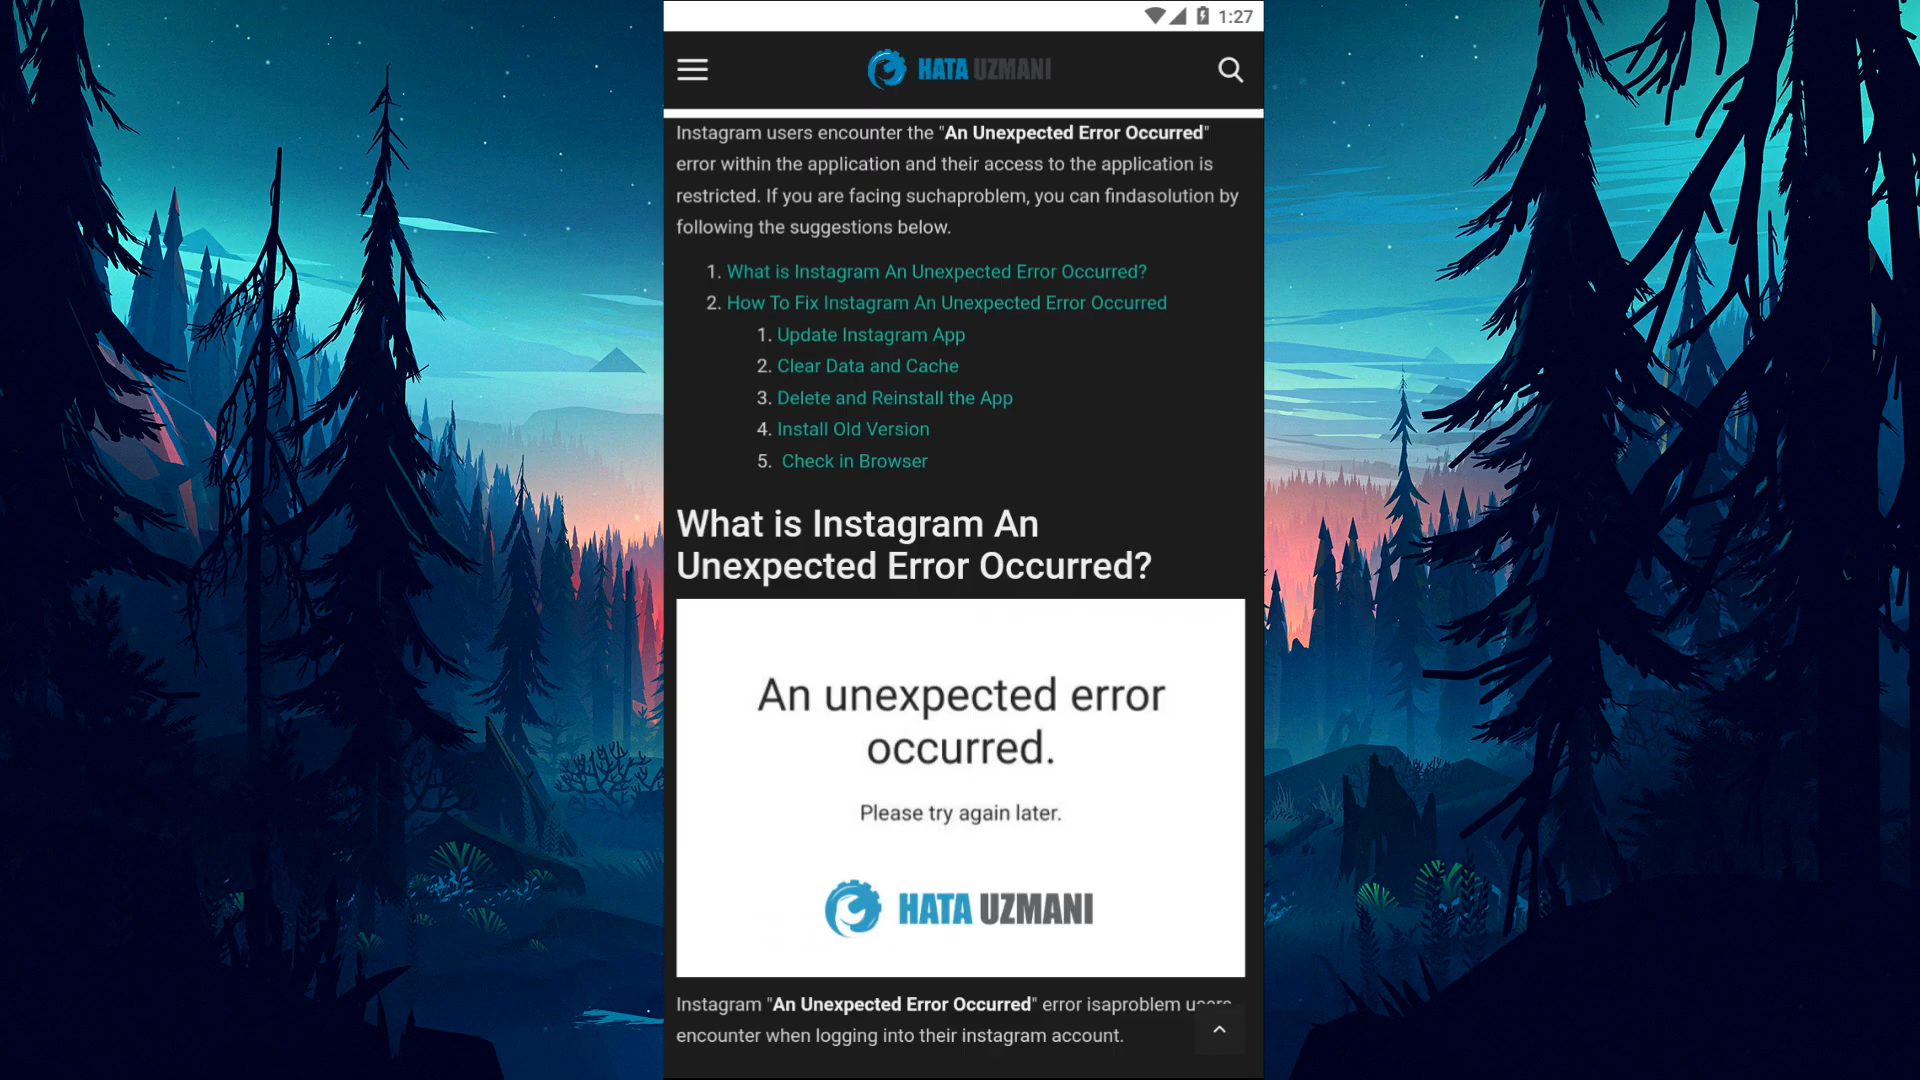 1:27
HATA UZMANI
Instagram users encounter the "An Unexpected Error Occurred"
error within the application and their access to the application is
restricted. If you are facing suchaproblem, you can findasolution by
following the suggestions below.
1. What is Instagram An Unexpected Error Occurred?
2. How To Fix Instagram An Unexpected Error Occurred
1. Update Instagram App
2. Clear Data and Cache
3. Delete and Reinstall the App
4. Install Old Version
5. Check in Browser
What is Instagram An
Unexpected Error Occurred?
An unexpected error
occurred.
Please try again later.
HATA UZMANI
Instagram "An Unexpected Error Occurred" error isaproblem users
encounter when logging into their instagram account.